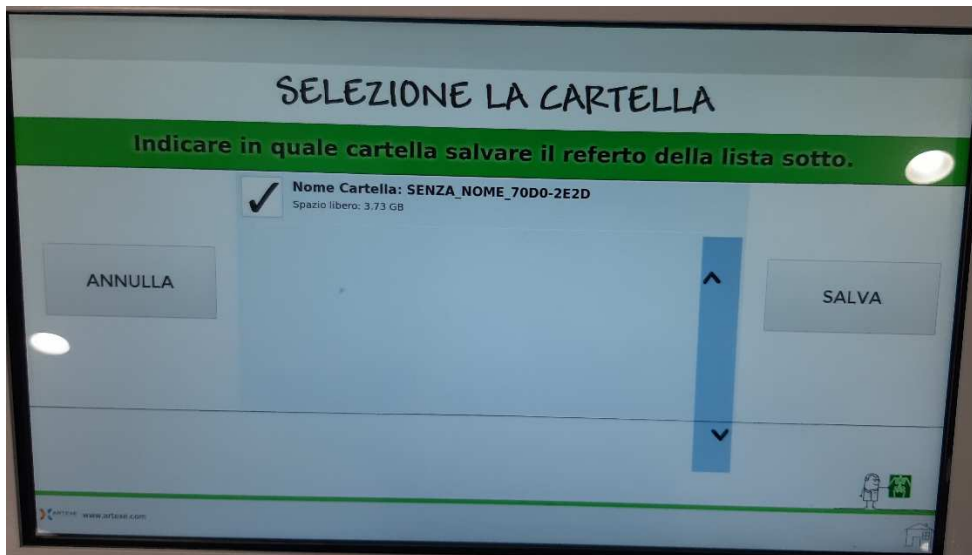 SELEZIONE LA CARTELLA
Indicare in quale cartella salvare il referto della lista sotto.
Nome Cartella: SENZA_NOME_70D0-2E2D
Spazio libero: 3.73 GB
ANNULLA
SALVA
ARTEXE www.artexe.com